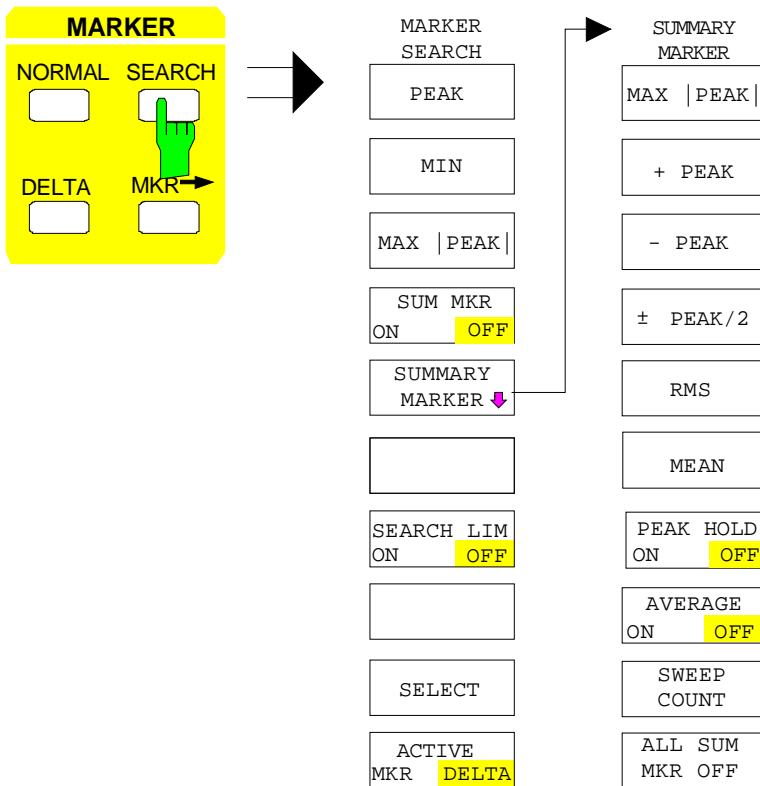 MARKER
NORMAL SEARCH
DELTA MKR
MARKER
SEARCH
PEAK
MIN
MAX |PEAK|
SUM MKR
ON OFF
SUMMARY
MARKER
SEARCH LIM
ON OFF
SELECT
ACTIVE
MKR DELTA
SUMMARY
MARKER
MAX |PEAK|
+ PEAK
- PEAK
± PEAK/2
RMS
MEAN
PEAK HOLD
ON OFF
AVERAGE
ON OFF
SWEEP
COUNT
ALL SUM
MKR OFF